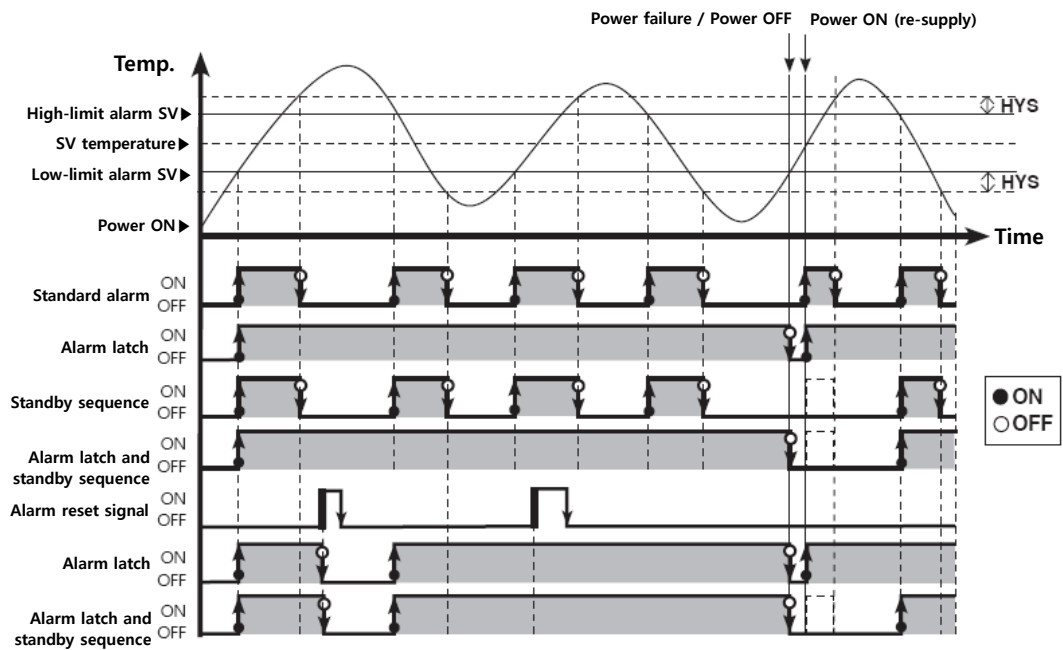 Power failure / Power OFF
Power ON (re-supply)
Temp.
High-limit alarm SV▶
HYS
SV temperature▶
Low-limit alarm SV▶
HYS
Power ON▶
Time
Standard alarm
ON
OFF
Alarm latch
ON
OFF
Standby sequence
ON
OFF
Alarm latch and
standby sequence
ON
OFF
Alarm reset signal
ON
OFF
Alarm latch
ON
OFF
Alarm latch and
standby sequence
ON
OFF
●ON
○OFF